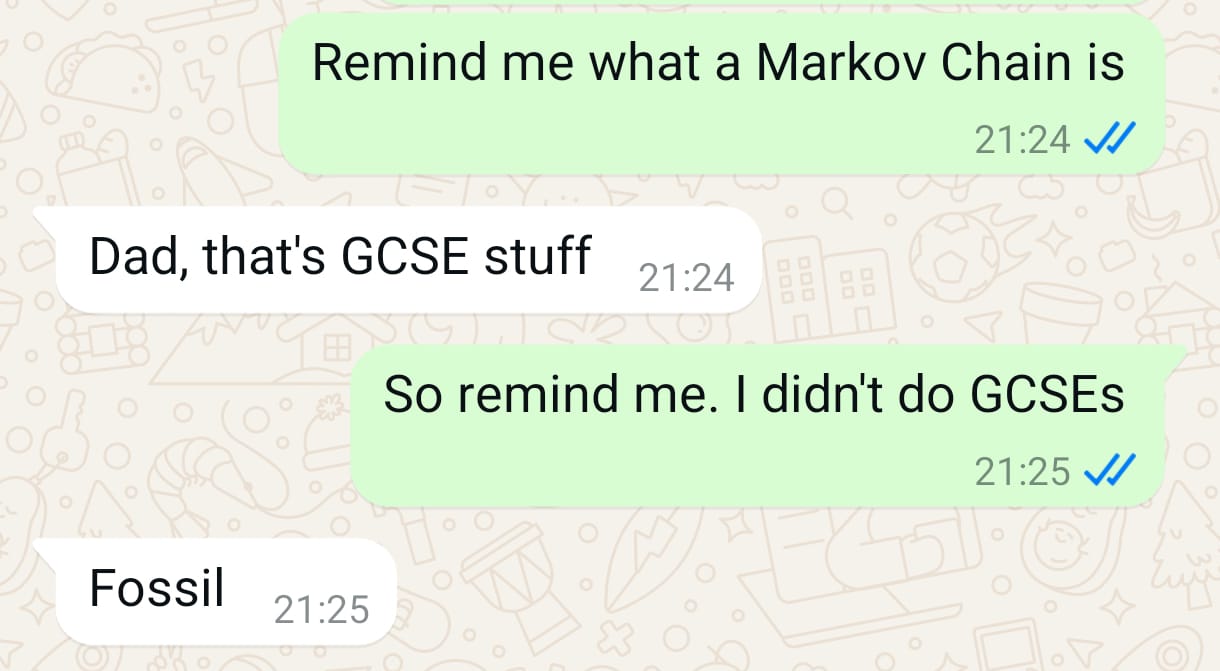 Remind me what a Markov Chain is
21:24
Dad, that's GCSE stuff 21:24
So remind me. I didn't do GCSEs
21:25
Fossil 21:25